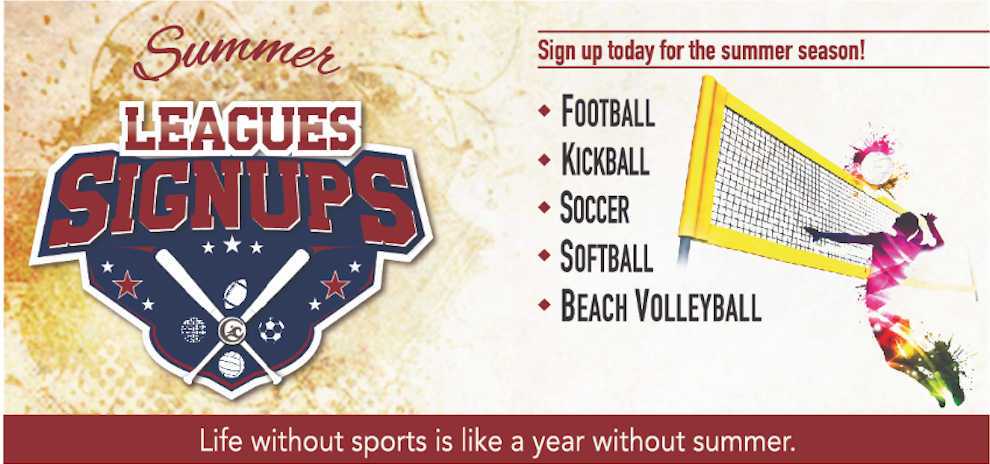 Summer
LEAGUES
SIGNUPS
Sign up today for the summer season!
FOOTBALL
KICKBALL
SOCCER
SOFTBALL
BEACH VOLLEYBALL
Life without sports is like a year without summer.